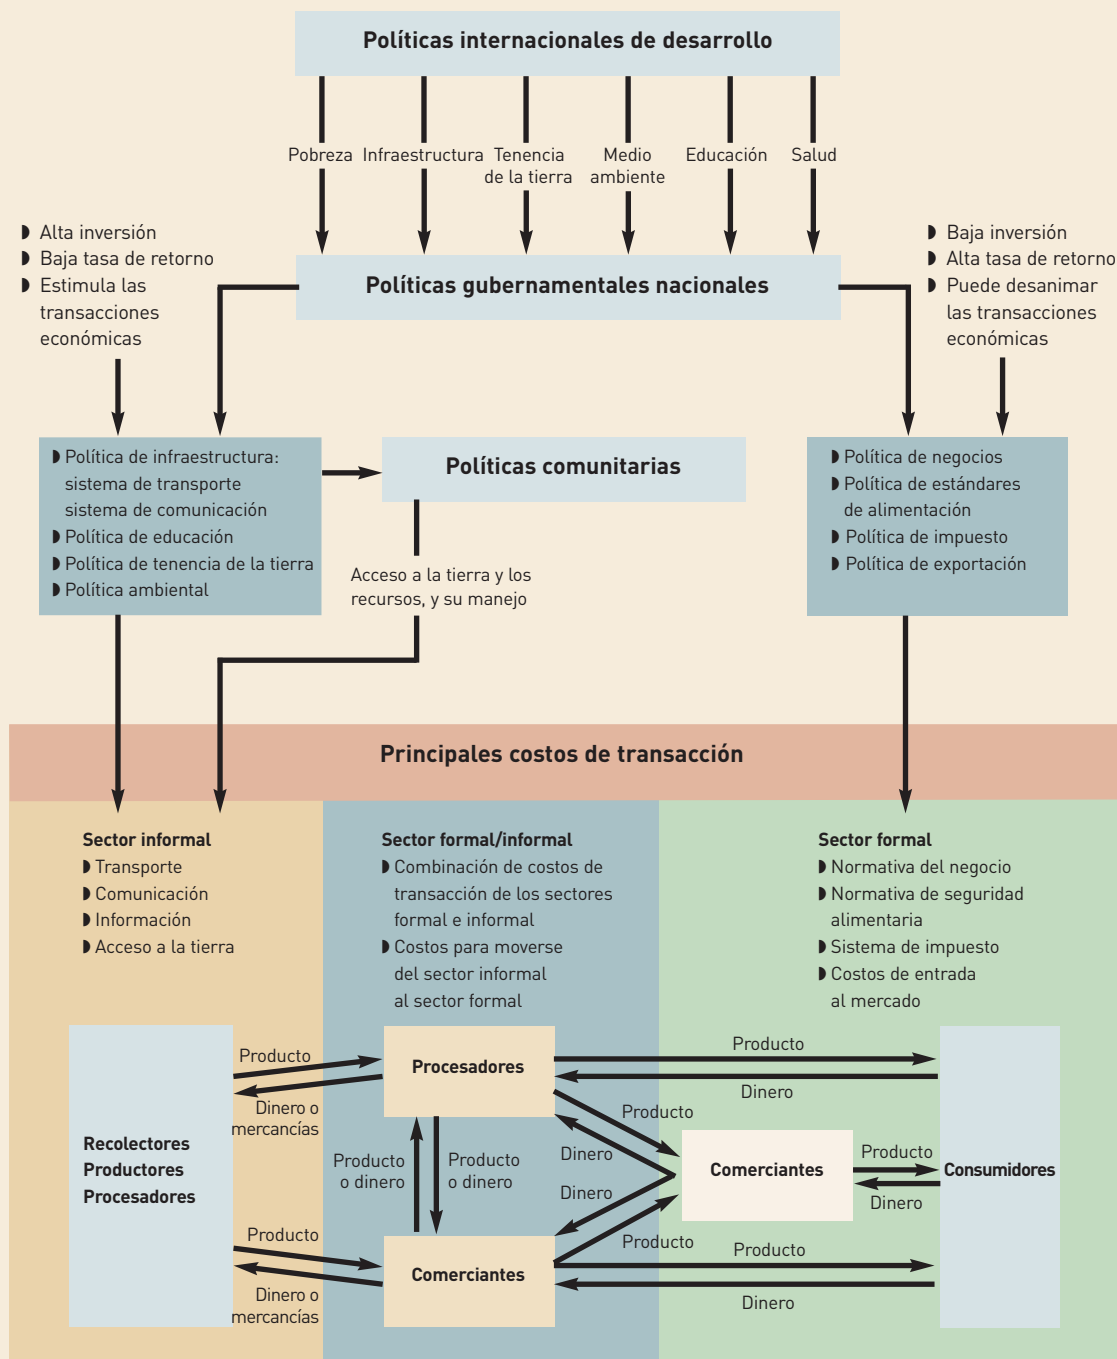 Políticas internacionales de desarrollo
Pobreza
Infraestructura
Tenencia
de la tierra
Medio
ambiente
Educación
Salud
◗ Alta inversión
◗ Baja tasa de retorno
◗ Estimula las
transacciones
económicas
Políticas gubernamentales nacionales
◗ Baja inversión
◗ Alta tasa de retorno
◗ Puede desanimar
las transacciones
económicas
◗ Política de infraestructura:
sistema de transporte
sistema de comunicación
◗ Política de educación
◗ Política de tenencia de la tierra
◗ Política ambiental
Políticas comunitarias
Acceso a la tierra y los
recursos, y su manejo
◗ Política de negocios
◗ Política de estándares
de alimentación
◗ Política de impuesto
◗ Política de exportación
Principales costos de transacción
Sector informal
◗ Transporte
◗ Comunicación
◗ Información
◗ Acceso a la tierra
Sector formal/informal
◗ Combinación de costos de
transacción de los sectores
formal e informal
◗ Costos para moverse
del sector informal
al sector formal
Sector formal
◗ Normativa del negocio
◗ Normativa de seguridad
alimentaria
◗ Sistema de impuesto
◗ Costos de entrada
al mercado
Recolectores
Productores
Procesadores
Producto
Dinero o
mercancías
Producto
Dinero o
mercancías
Procesadores
Producto
o dinero
Producto
o dinero
Comerciantes
Producto
Dinero
Producto
Dinero
Dinero
Producto
Comerciantes
Producto
Dinero
Producto
Dinero
Consumidores